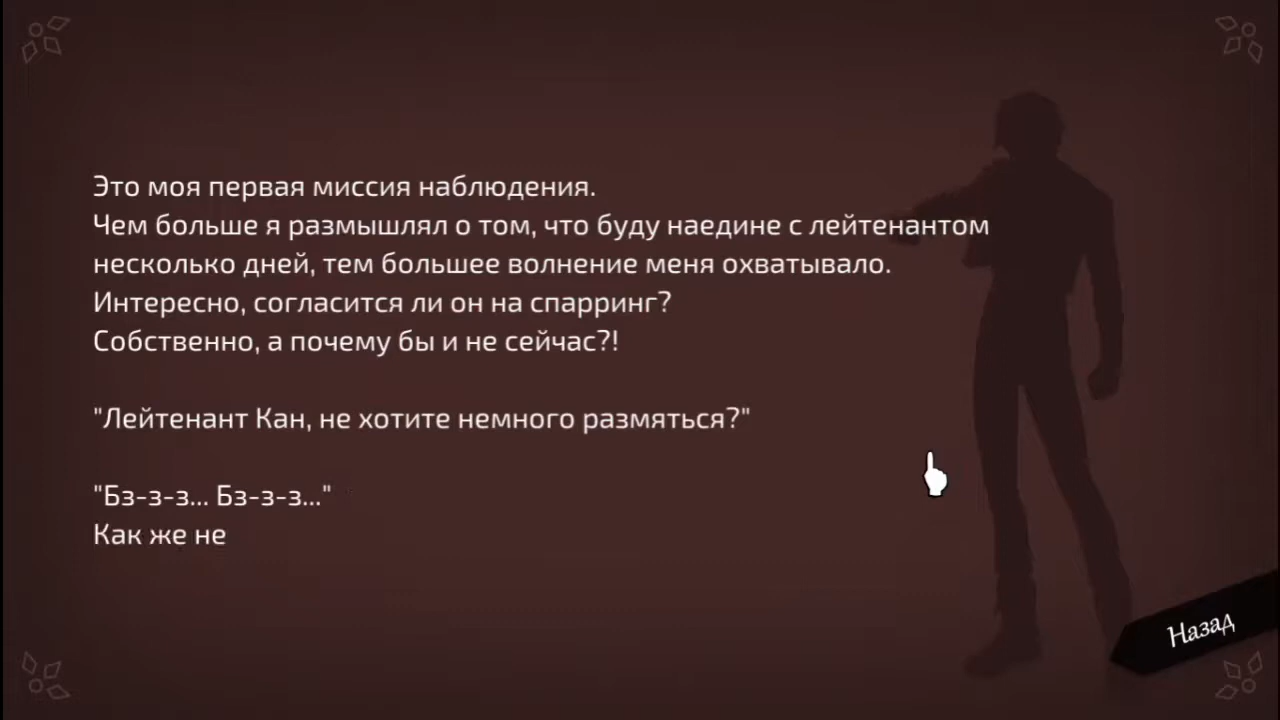 Это моя первая миссия наблюдения.
Чем больше я размышлял о том, что буду наедине с лейтенантом
несколько дней, тем большее волнение меня охватывало.
Интересно, согласится ли он на спарринг?
Собственно, а почему бы и не сейчас?!
"Лейтенант Кан, не хотите немного размяться?"
"Бз-з-з... Бз-з-з..."
Как же не
Назад